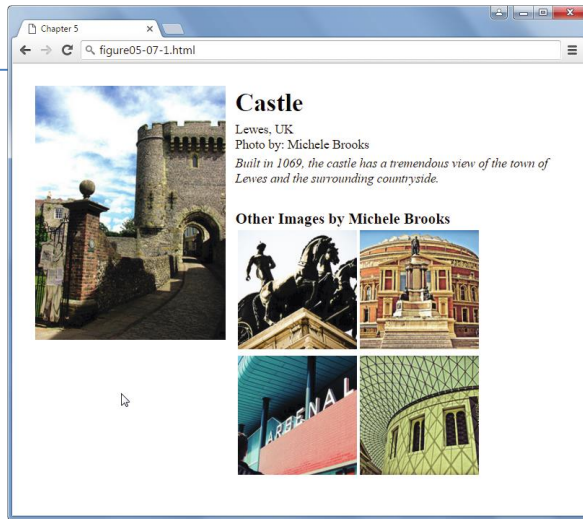 Chapter 5
figure05-07-1.html
Castle
Lewes, UK
Photo by: Michele Brooks
Built in 1069, the castle has a tremendous view of the town of
Lewes and the surrounding countryside.
Other Images by Michele Brooks
ARSENAL